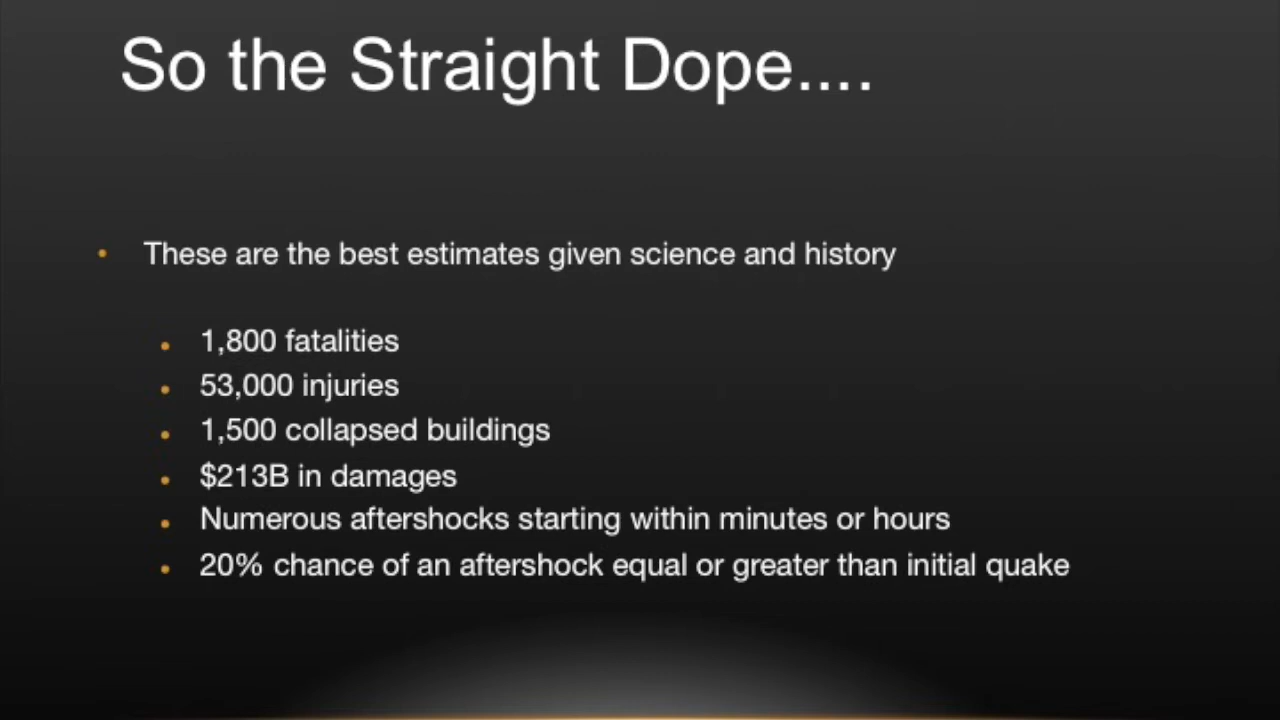 So the Straight Dope....
• These are the best estimates given science and history
• 1,800 fatalities
• 53,000 injuries
• 1,500 collapsed buildings
• $213B in damages
• Numerous aftershocks starting within minutes or hours
• 20% chance of an aftershock equal or greater than initial quake